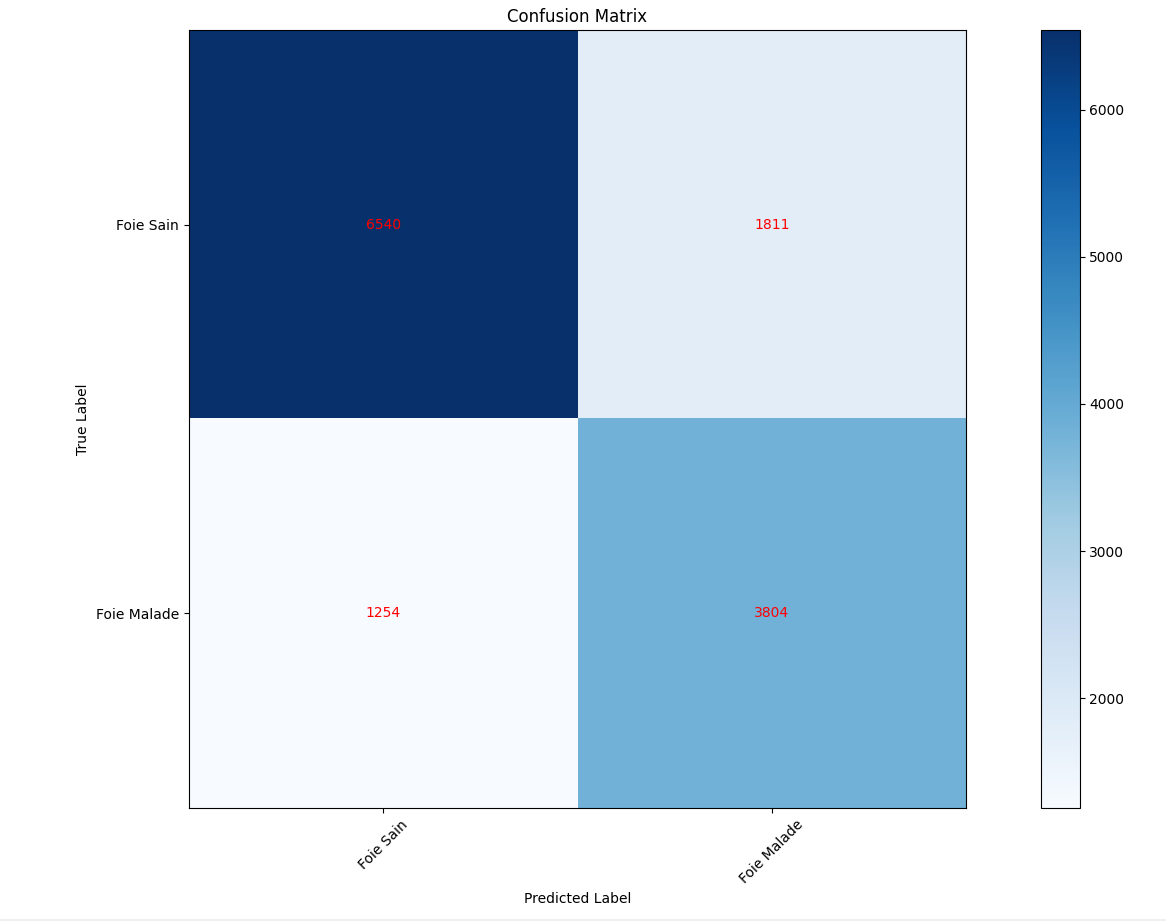 Confusion Matrix
6000
Foie Sain
6540
1811
5000
True Label
4000
3000
Foie Malade
1254
3804
2000
Foie Sain
Foie Malade
Predicted Label